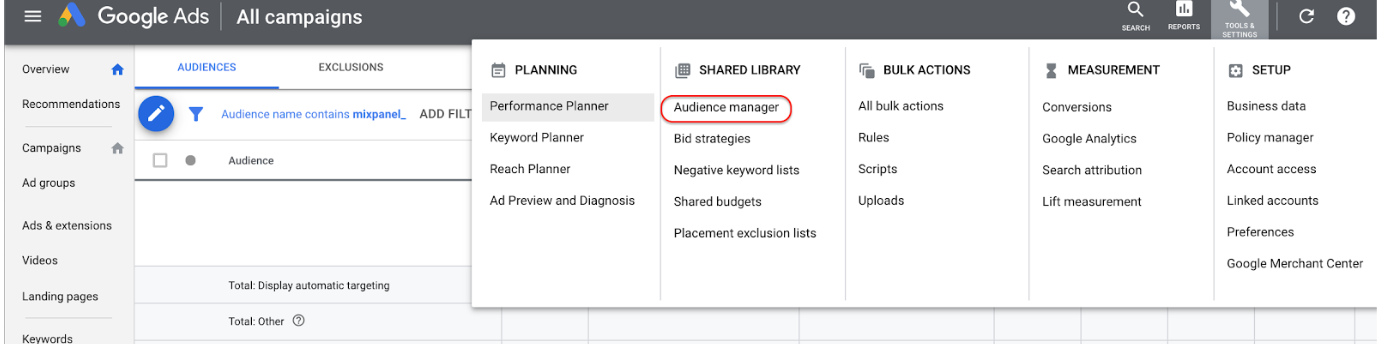 Google Ads
All campaigns
SEARCH
REPORTS
TOOLS &
SETTINGS
Overview
Recommendations
Campaigns
Ad groups
Ads & extensions
Videos
Landing pages
Keywords
AUDIENCES
EXCLUSIONS
Audience name contains mixpanel_
ADD FILT
Audience
Total: Display automatic targeting
Total: Other
PLANNING
Performance Planner
Keyword Planner
Reach Planner
Ad Preview and Diagnosis
SHARED LIBRARY
Audience manager
Bid strategies
Negative keyword lists
Shared budgets
Placement exclusion lists
BULK ACTIONS
All bulk actions
Rules
Scripts
Uploads
MEASUREMENT
Conversions
Google Analytics
Search attribution
Lift measurement
SETUP
Business data
Policy manager
Account access
Linked accounts
Preferences
Google Merchant Center